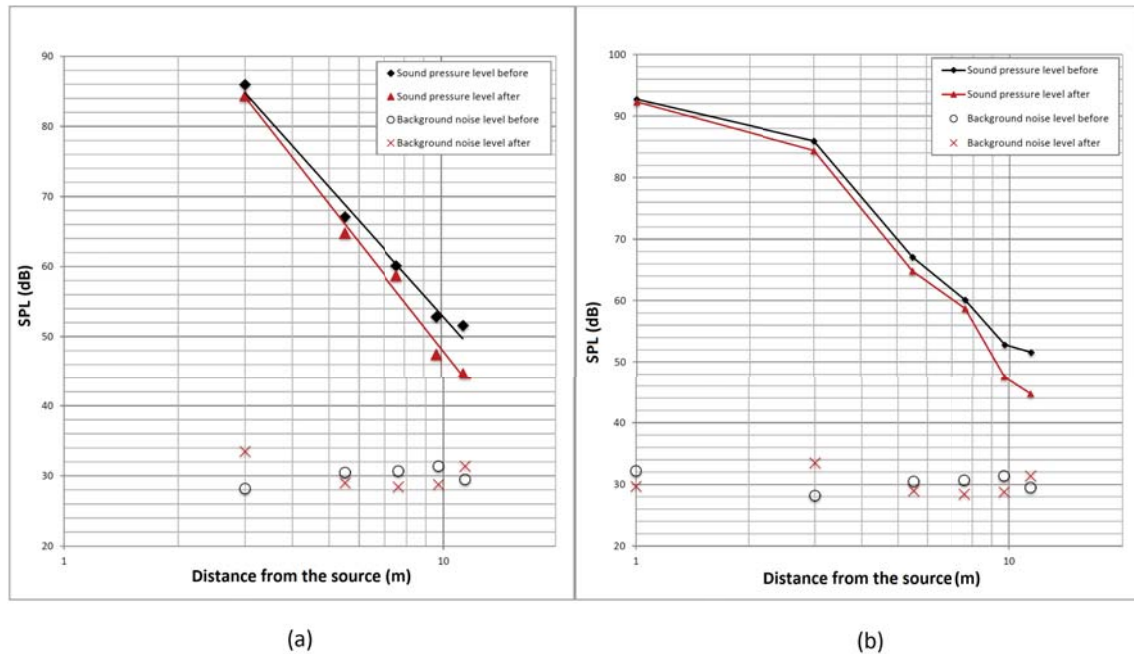 90
80
70
60
50
40
30
20
SPL (dB)
1
10
Distance from the source (m)
Sound pressure level before
Sound pressure level after
Background noise level before
Background noise level after
(a)
100
90
80
70
60
50
40
30
20
SPL (dB)
1
10
Distance from the source (m)
Sound pressure level before
Sound pressure level after
Background noise level before
Background noise level after
(b)